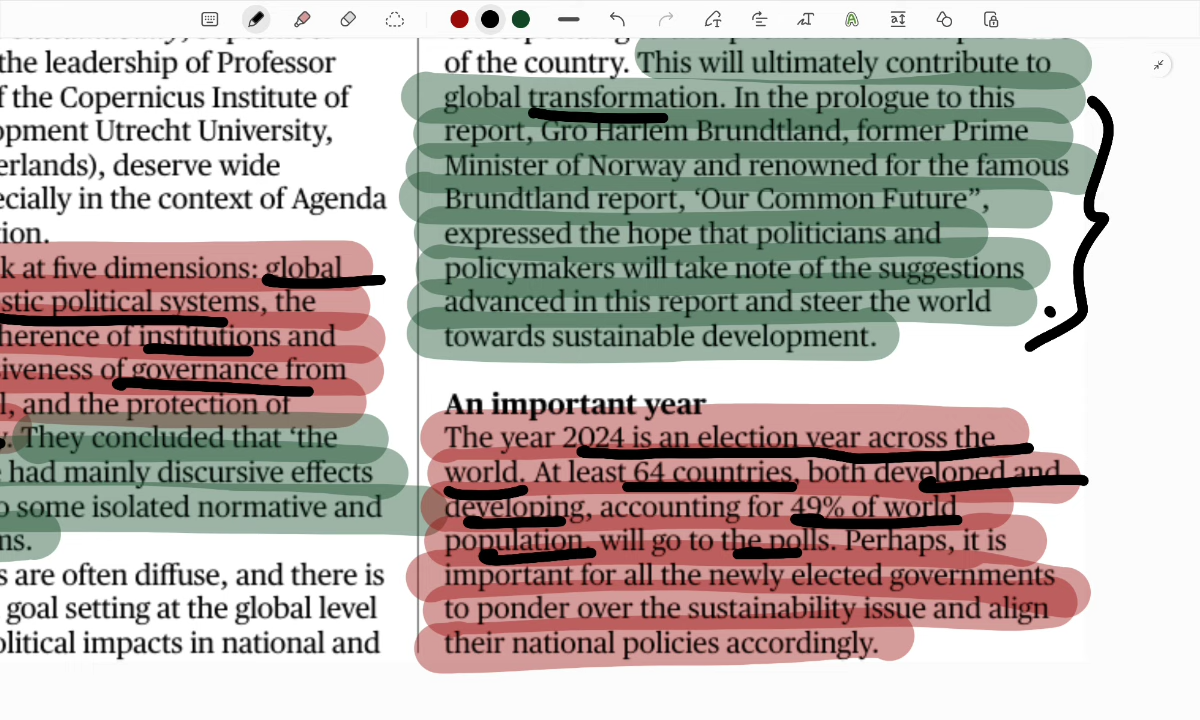 the leadership of Professor
f the Copernicus Institute of
opment Utrecht University,
erlands), deserve wide
ecially in the context of Agenda
tion.
k at five dimensions: global
stic political systems, the
herence of institutions and
iveness of governance from
l, and the protection of
. They concluded that ‘the
e had mainly discursive effects
o some isolated normative and
ns.
s are often diffuse, and there is
goal setting at the global level
olitical impacts in national and
of the country. This will ultimately contribute to
global transformation. In the prologue to this
report, Gro Harlem Brundtland, former Prime
Minister of Norway and renowned for the famous
Brundtland report, ‘Our Common Future”,
expressed the hope that politicians and
policymakers will take note of the suggestions
advanced in this report and steer the world
towards sustainable development.
An important year
The year 2024 is an election year across the
world. At least 64 countries, both developed and
developing, accounting for 49% of world
population, will go to the polls. Perhaps, it is
important for all the newly elected governments
to ponder over the sustainability issue and align
their national policies accordingly.